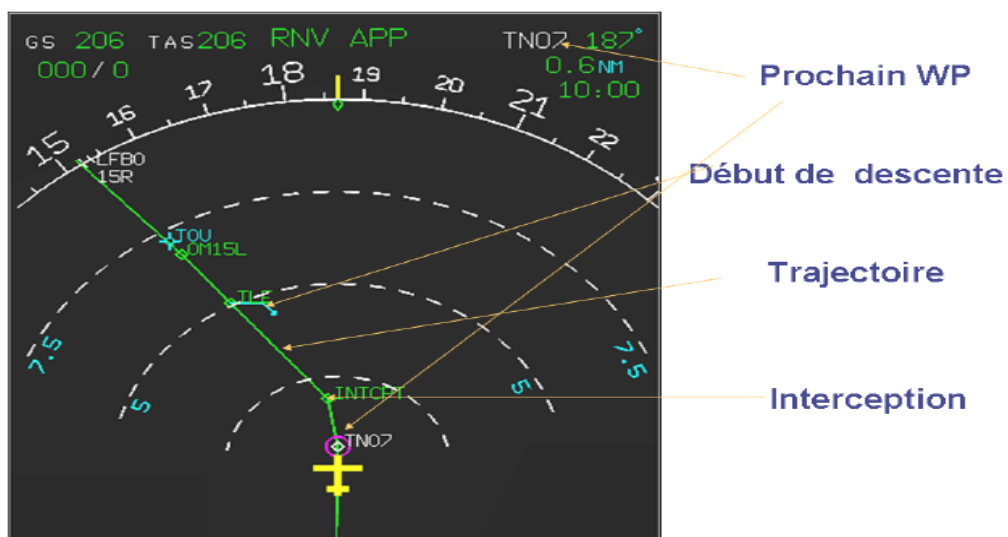 GS 206 TAS206 RNV APP TN07 187°
000/0 0.6NM
10:00
Prochain WP
15 16 17 18 19 20 21 22
LFBO
15R
Début de descente
TOU
OM15L
TLE
Trajectoire
7.5 7.5
5 5
INTCPT
Interception
TN07